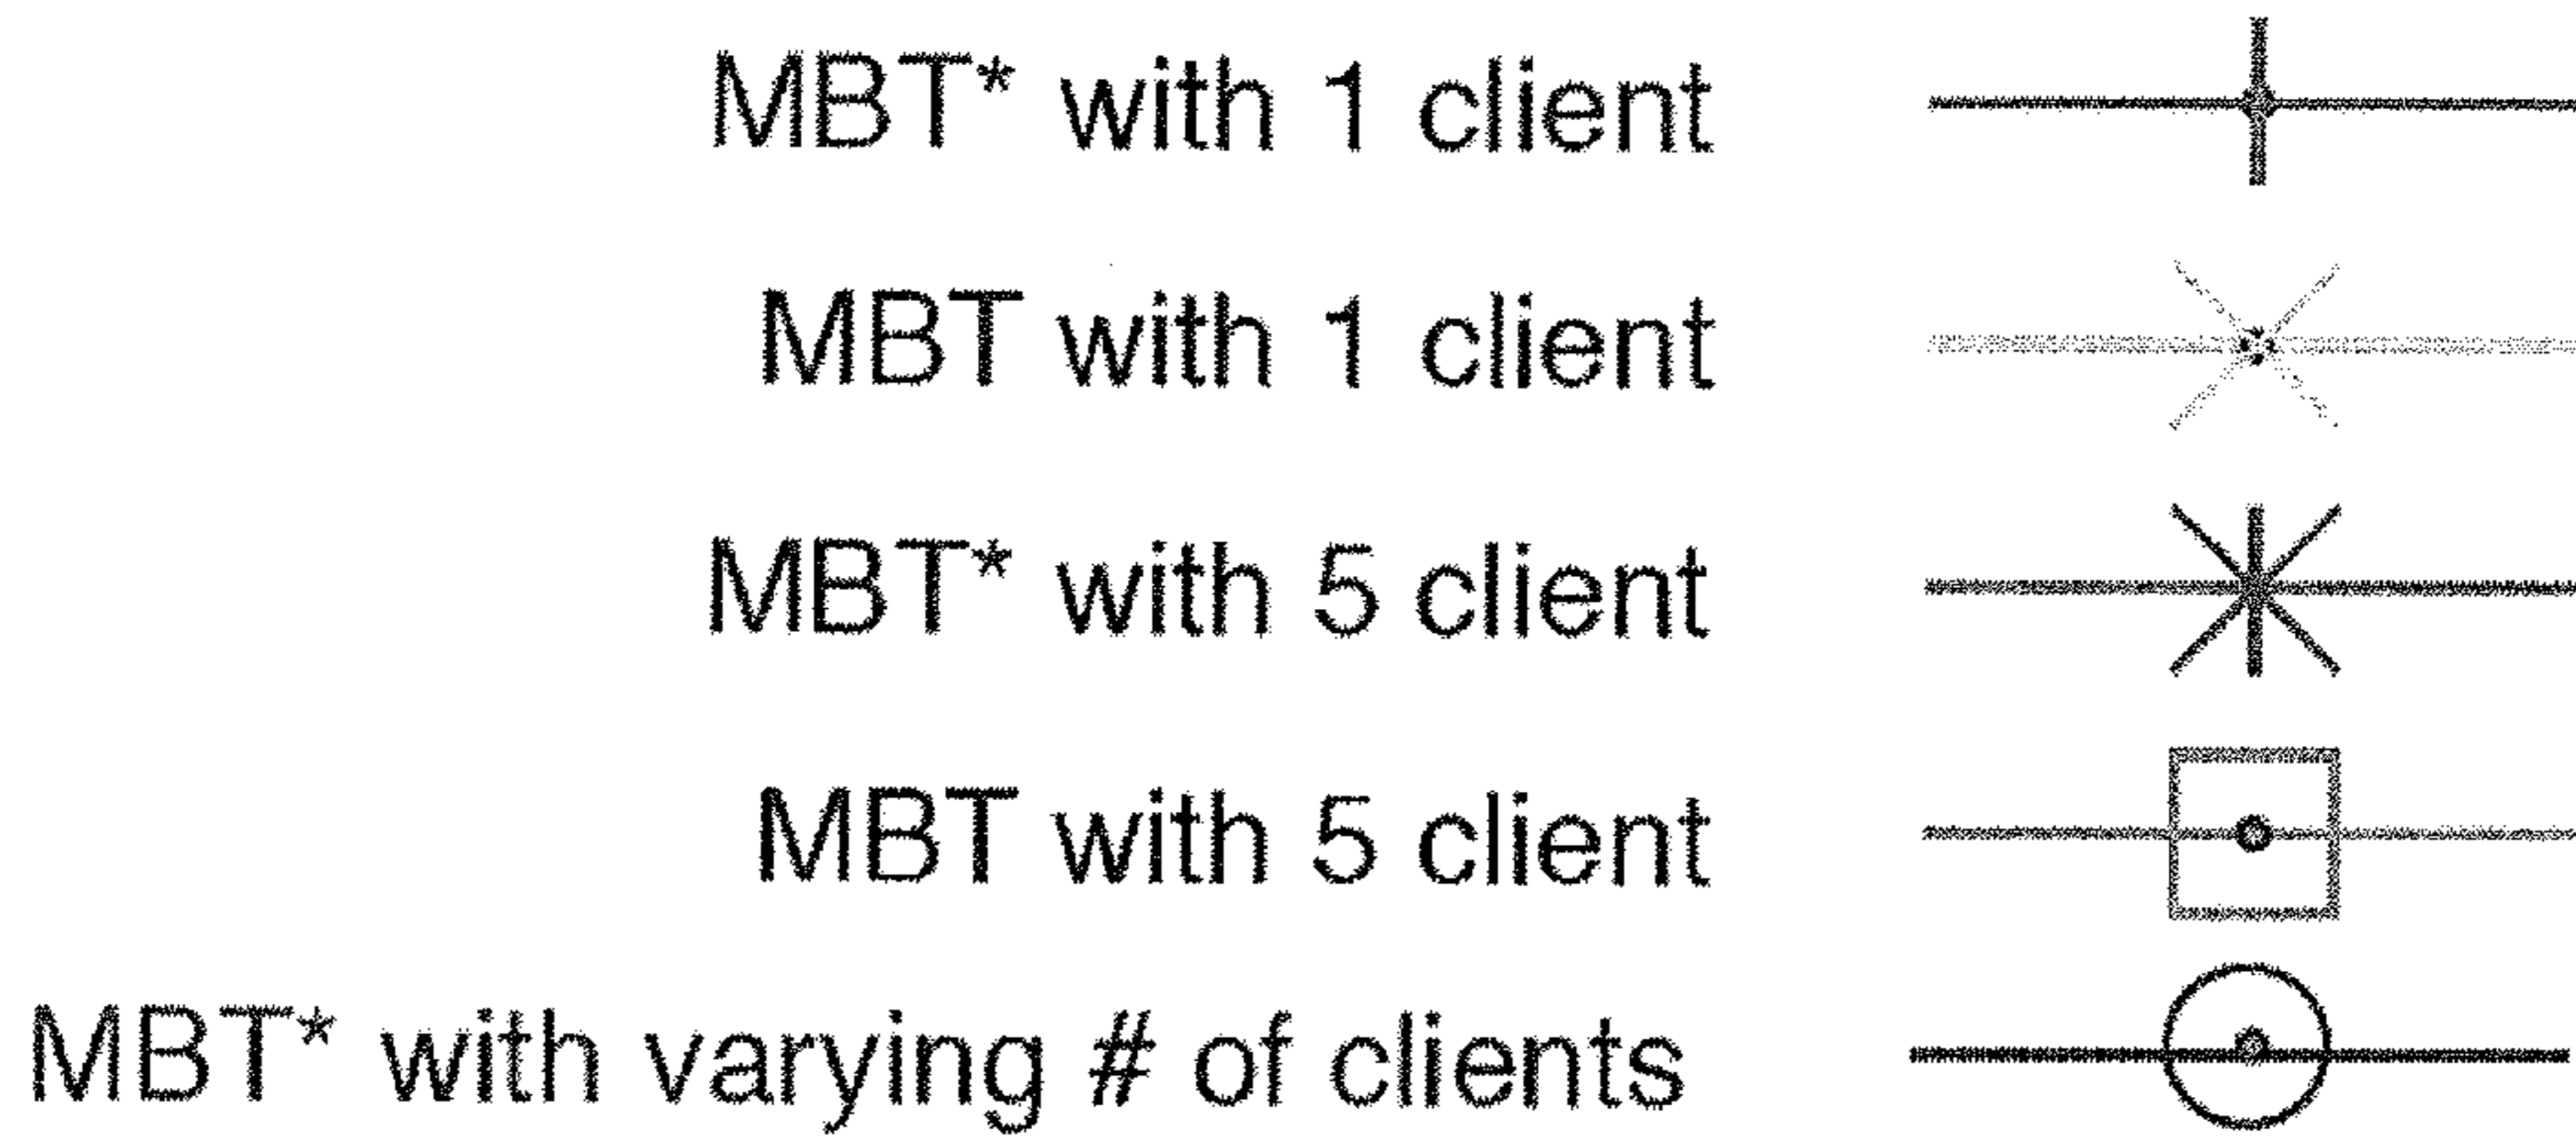 MBT* with 1 client
MBT with 1 client
MBT* with 5 client
MBT with 5 client
MBT* with varying # of clients